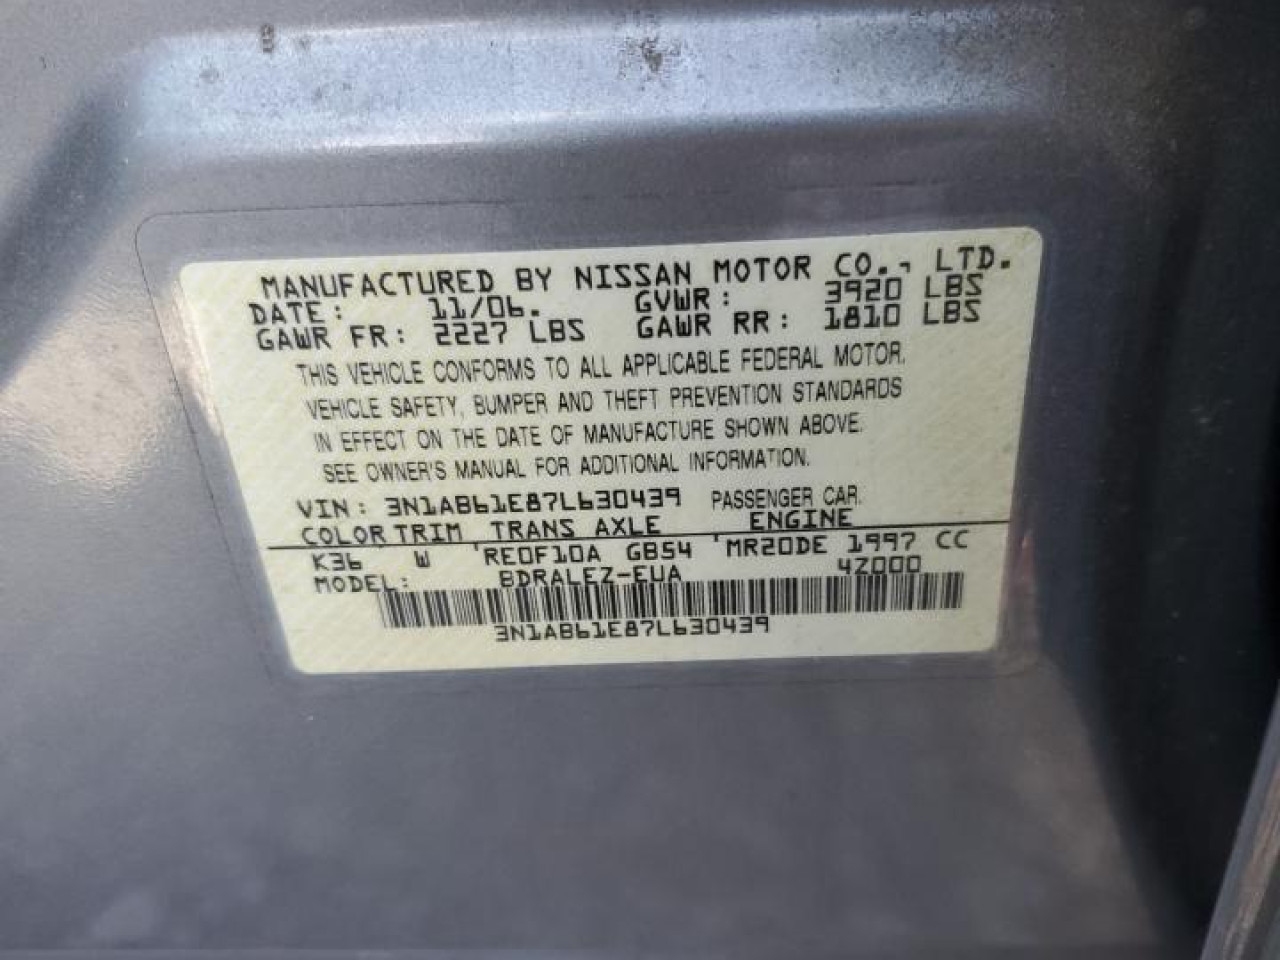 MANUFACTURED BY NISSAN MOTOR CO., LTD.
DATE: 11/06. GVWR: 3920 LBS
GAWR FR: 2227 LBS GAWR RR: 1810 LBS
THIS VEHICLE CONFORMS TO ALL APPLICABLE FEDERAL MOTOR.
VEHICLE SAFETY, BUMPER AND THEFT PREVENTION STANDARDS
IN EFFECT ON THE DATE OF MANUFACTURE SHOWN ABOVE.
SEE OWNER'S MANUAL FOR ADDITIONAL INFORMATION.
VIN: 3N1AB61E87L630439 PASSENGER CAR.
COLOR TRIM TRANS AXLE ENGINE
K36 W RE0F10A GB54 MR20DE 1997 CC
MODEL: BDRALEZ-EUA 4Z000
3N1AB61E87L630439